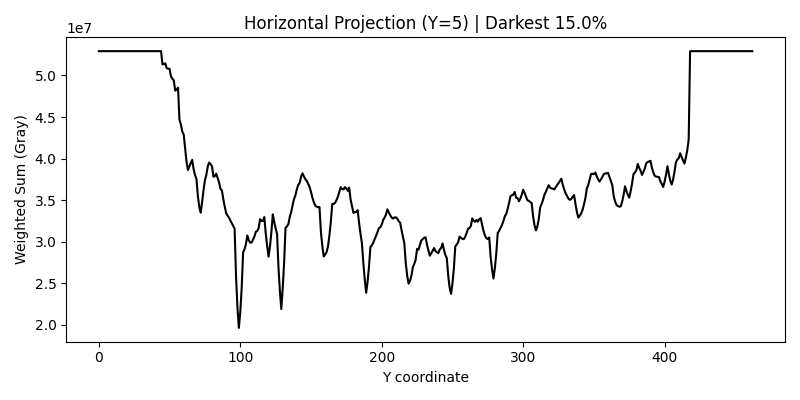 Horizontal Projection (Y=5) | Darkest 15.0%
1e7
5.0
4.5
4.0
3.5
3.0
2.5
2.0
Weighted Sum (Gray)
0 100 200 300 400
Y coordinate